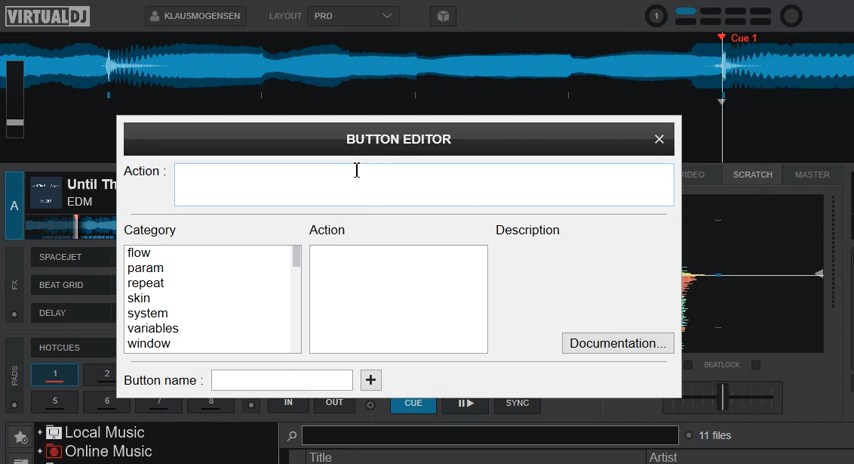 VIRTUALDJ
KLAUSMOGENSEN
LAYOUT PRO
1
Cue 1
BUTTON EDITOR
Action :
VIDEO SCRATCH MASTER
A
Until Th
EDM
Category Action Description
flow
param
repeat
skin
system
variables
window
Documentation...
Button name : +
FX
SPACEJET
BEAT GRID
DELAY
PADS
HOTCUES
1 2
5 6 7 8
IN OUT CUE SYNC
BEATLOCK
+ Local Music
+ Online Music
11 files
Title Artist